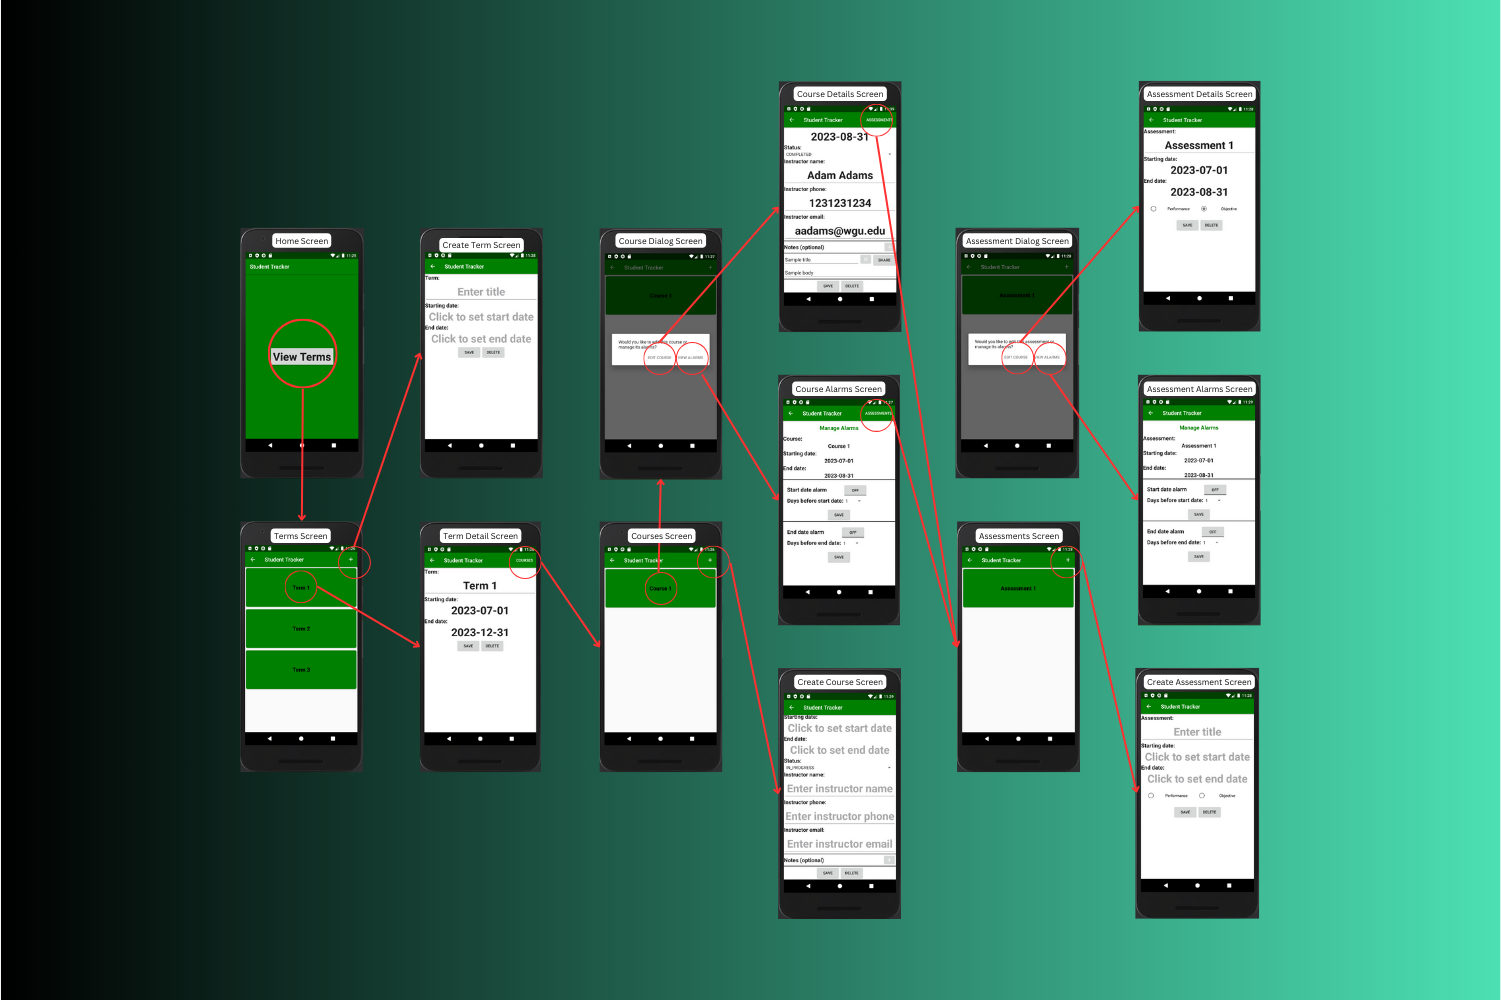 Home Screen
11:25
Student Tracker
View Terms
Create Term Screen
11:28
Student Tracker
Term:
Enter title
Starting date:
Click to set start date
End date:
Click to set end date
SAVE
DELETE
Course Dialog Screen
11:27
Student Tracker
+
Course 1
Would you like to edit this course or
manage its alarms?
EDIT COURSE
VIEW ALARMS
Course Details Screen
Student Tracker
ASSESSMENTS
2023-08-31
Status:
COMPLETED
Instructor name:
Adam Adams
Instructor phone:
1231231234
Instructor email:
aadams@wgu.edu
Notes (optional)
Sample title
SHARE
Sample body
SAVE
DELETE
Course Alarms Screen
Student Tracker
ASSESSMENTS
Manage Alarms
Course:
Course 1
Starting date:
2023-07-01
End date:
2023-08-31
Start date alarm
OFF
Days before start date: 1
SAVE
End date alarm
OFF
Days before end date: 1
SAVE
Assessment Dialog Screen
11:29
Student Tracker
+
Assessment 1
Would you like to edit this assessment or
manage its alarms?
EDIT COURSE
VIEW ALARMS
Assessment Details Screen
11:29
Student Tracker
Assessment:
Assessment 1
Starting date:
2023-07-01
End date:
2023-08-31
Performance
Objective
SAVE
DELETE
Assessment Alarms Screen
11:29
Student Tracker
Manage Alarms
Assessment:
Assessment 1
Starting date:
2023-07-01
End date:
2023-08-31
Start date alarm
OFF
Days before start date: 1
SAVE
End date alarm
OFF
Days before end date: 1
SAVE
Terms Screen
Student Tracker
+
Term 1
Term 2
Term 3
Term Detail Screen
Student Tracker
COURSES
Term:
Term 1
Starting date:
2023-07-01
End date:
2023-12-31
SAVE
DELETE
Courses Screen
Student Tracker
+
Course 1
Create Course Screen
11:29
Student Tracker
Starting date:
Click to set start date
End date:
Click to set end date
Status:
IN_PROGRESS
Instructor name:
Enter instructor name
Instructor phone:
Enter instructor phone
Instructor email:
Enter instructor email
Notes (optional)
SAVE
DELETE
Assessments Screen
Student Tracker
+
Assessment 1
Create Assessment Screen
11:28
Student Tracker
Assessment:
Enter title
Starting date:
Click to set start date
End date:
Click to set end date
Performance
Objective
SAVE
DELETE